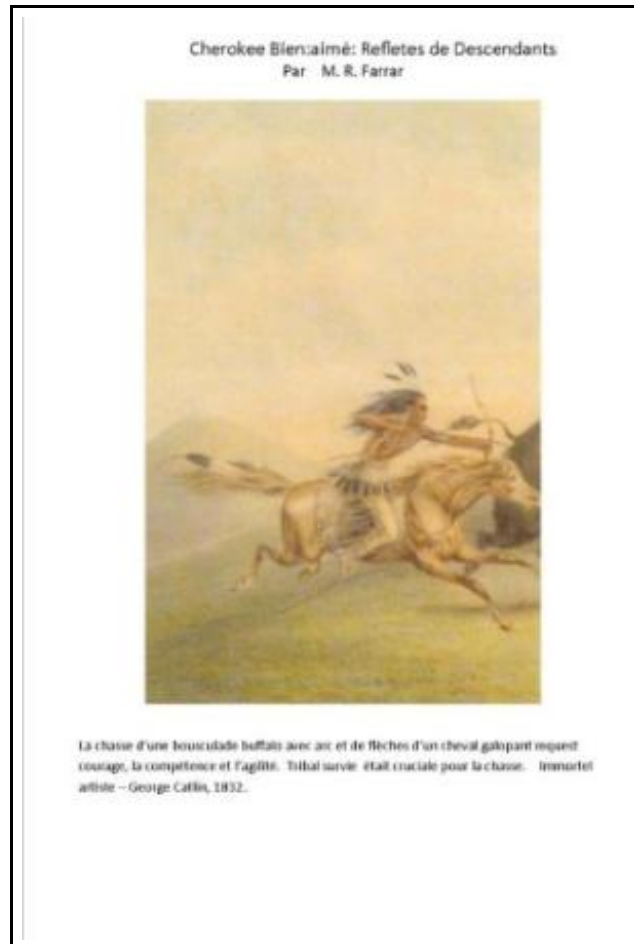 Cherokee Bien:aimé: Refletes de Descendants
Par M. R. Farrar
La chasse d'une bousculade buffalo avec arc et de flèches d'un cheval galopant request
courage, la compétence et l'agilité. Tribal survie était cruciale pour la chasse. Immortel
artiste – George Catlin, 1832.